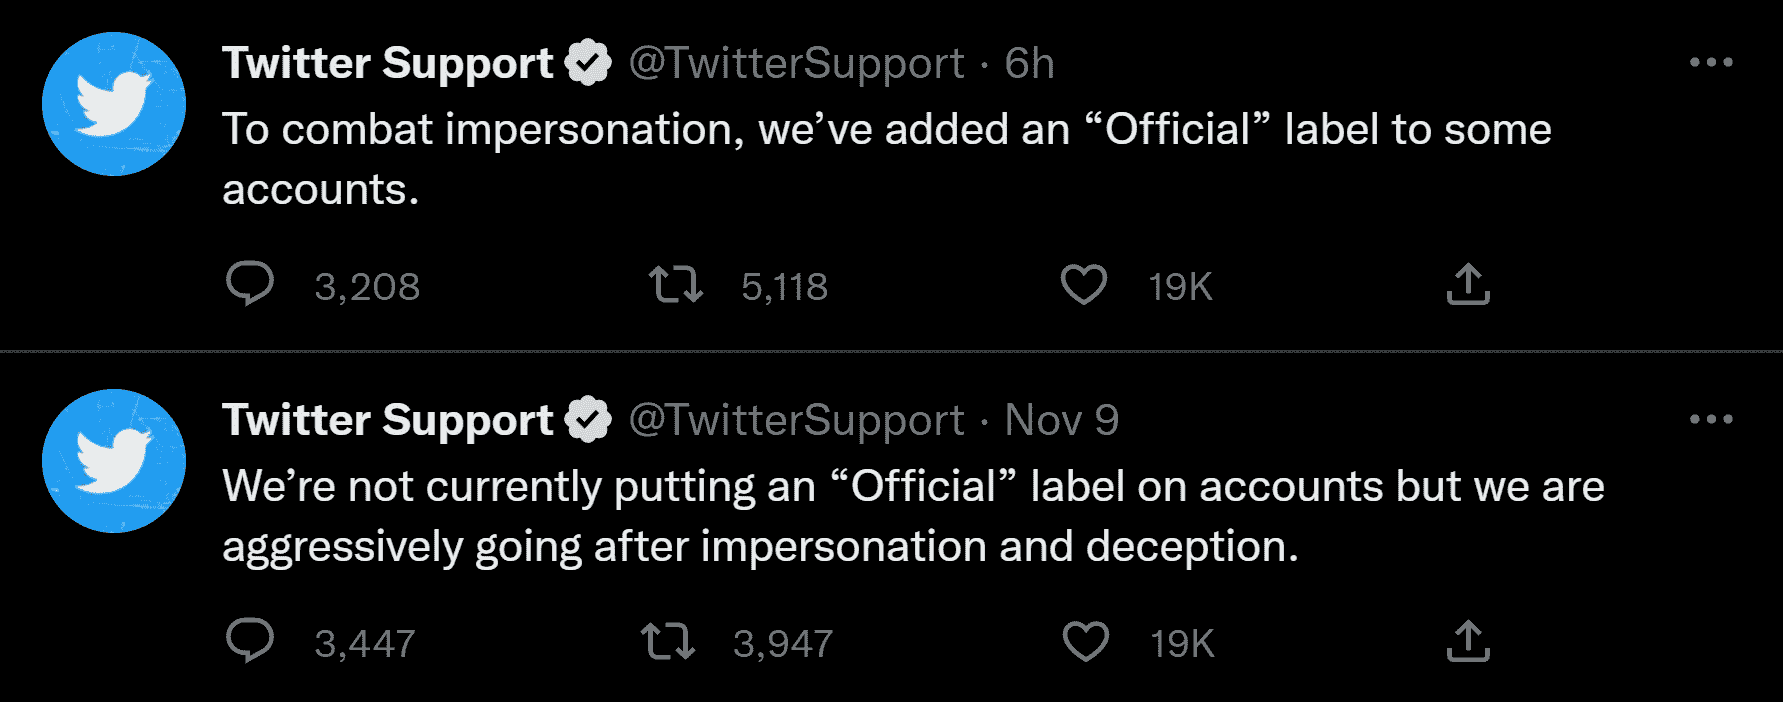 Twitter Support @TwitterSupport · 6h
To combat impersonation, we’ve added an “Official” label to some
accounts.
3,208 5,118 19K
Twitter Support @TwitterSupport · Nov 9
We’re not currently putting an “Official” label on accounts but we are
aggressively going after impersonation and deception.
3,447 3,947 19K